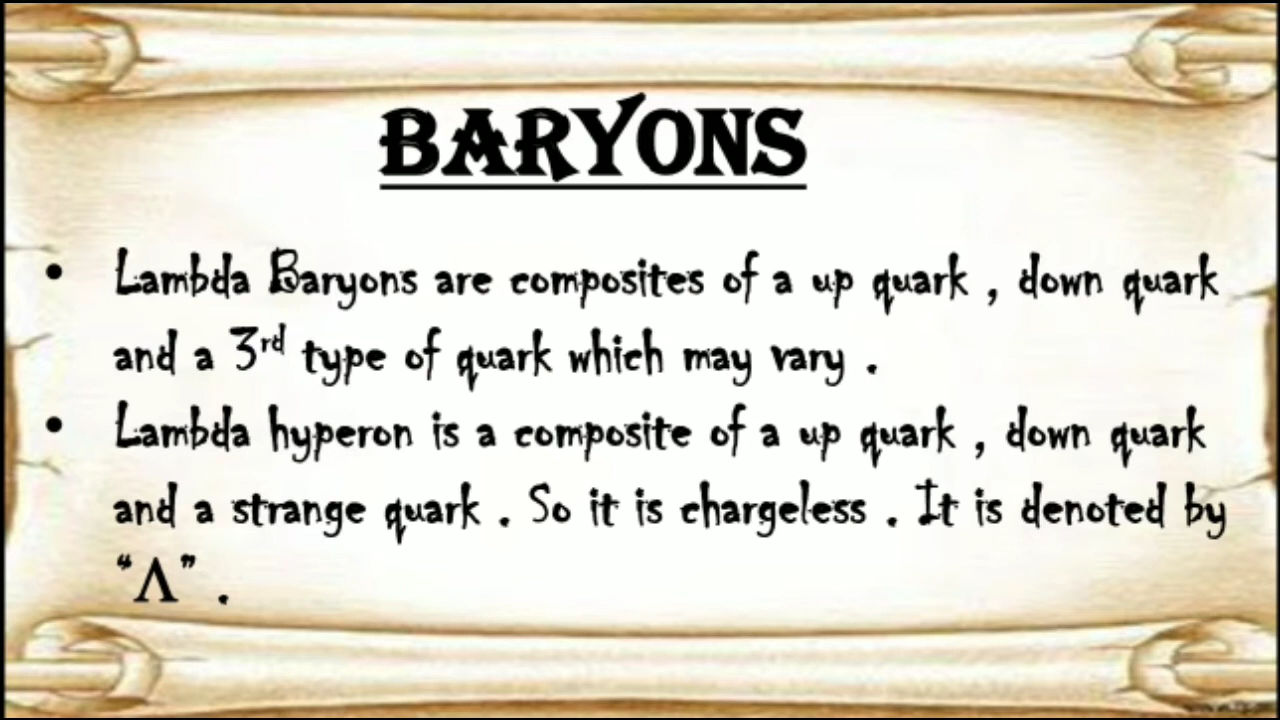 BARYONS
• Lambda Baryons are composites of a up quark , down quark
and a 3rd type of quark which may vary .
• Lambda hyperon is a composite of a up quark , down quark
and a strange quark . So it is chargeless . It is denoted by
“Λ” .